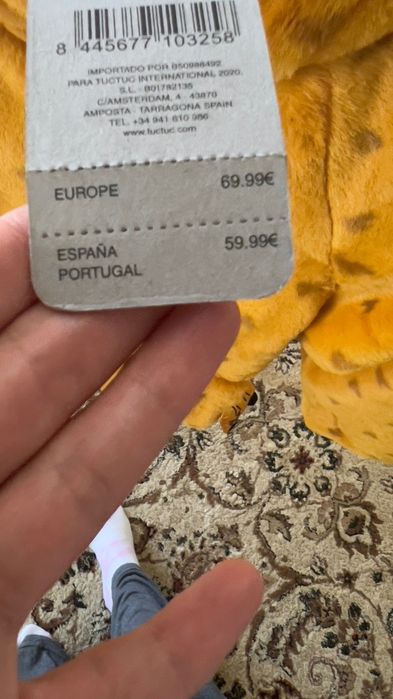 8 445677 103258
IMPORTADO POR B50988492
PARA TUCTUC INTERNATIONAL 2020,
S.L. - B01782135
C/AMSTERDAM, 4 - 43870
AMPOSTA - TARRAGONA SPAIN
TEL. +34 941 610 986
www.tuctuc.com
EUROPE 69.99€
ESPAÑA 59.99€
PORTUGAL